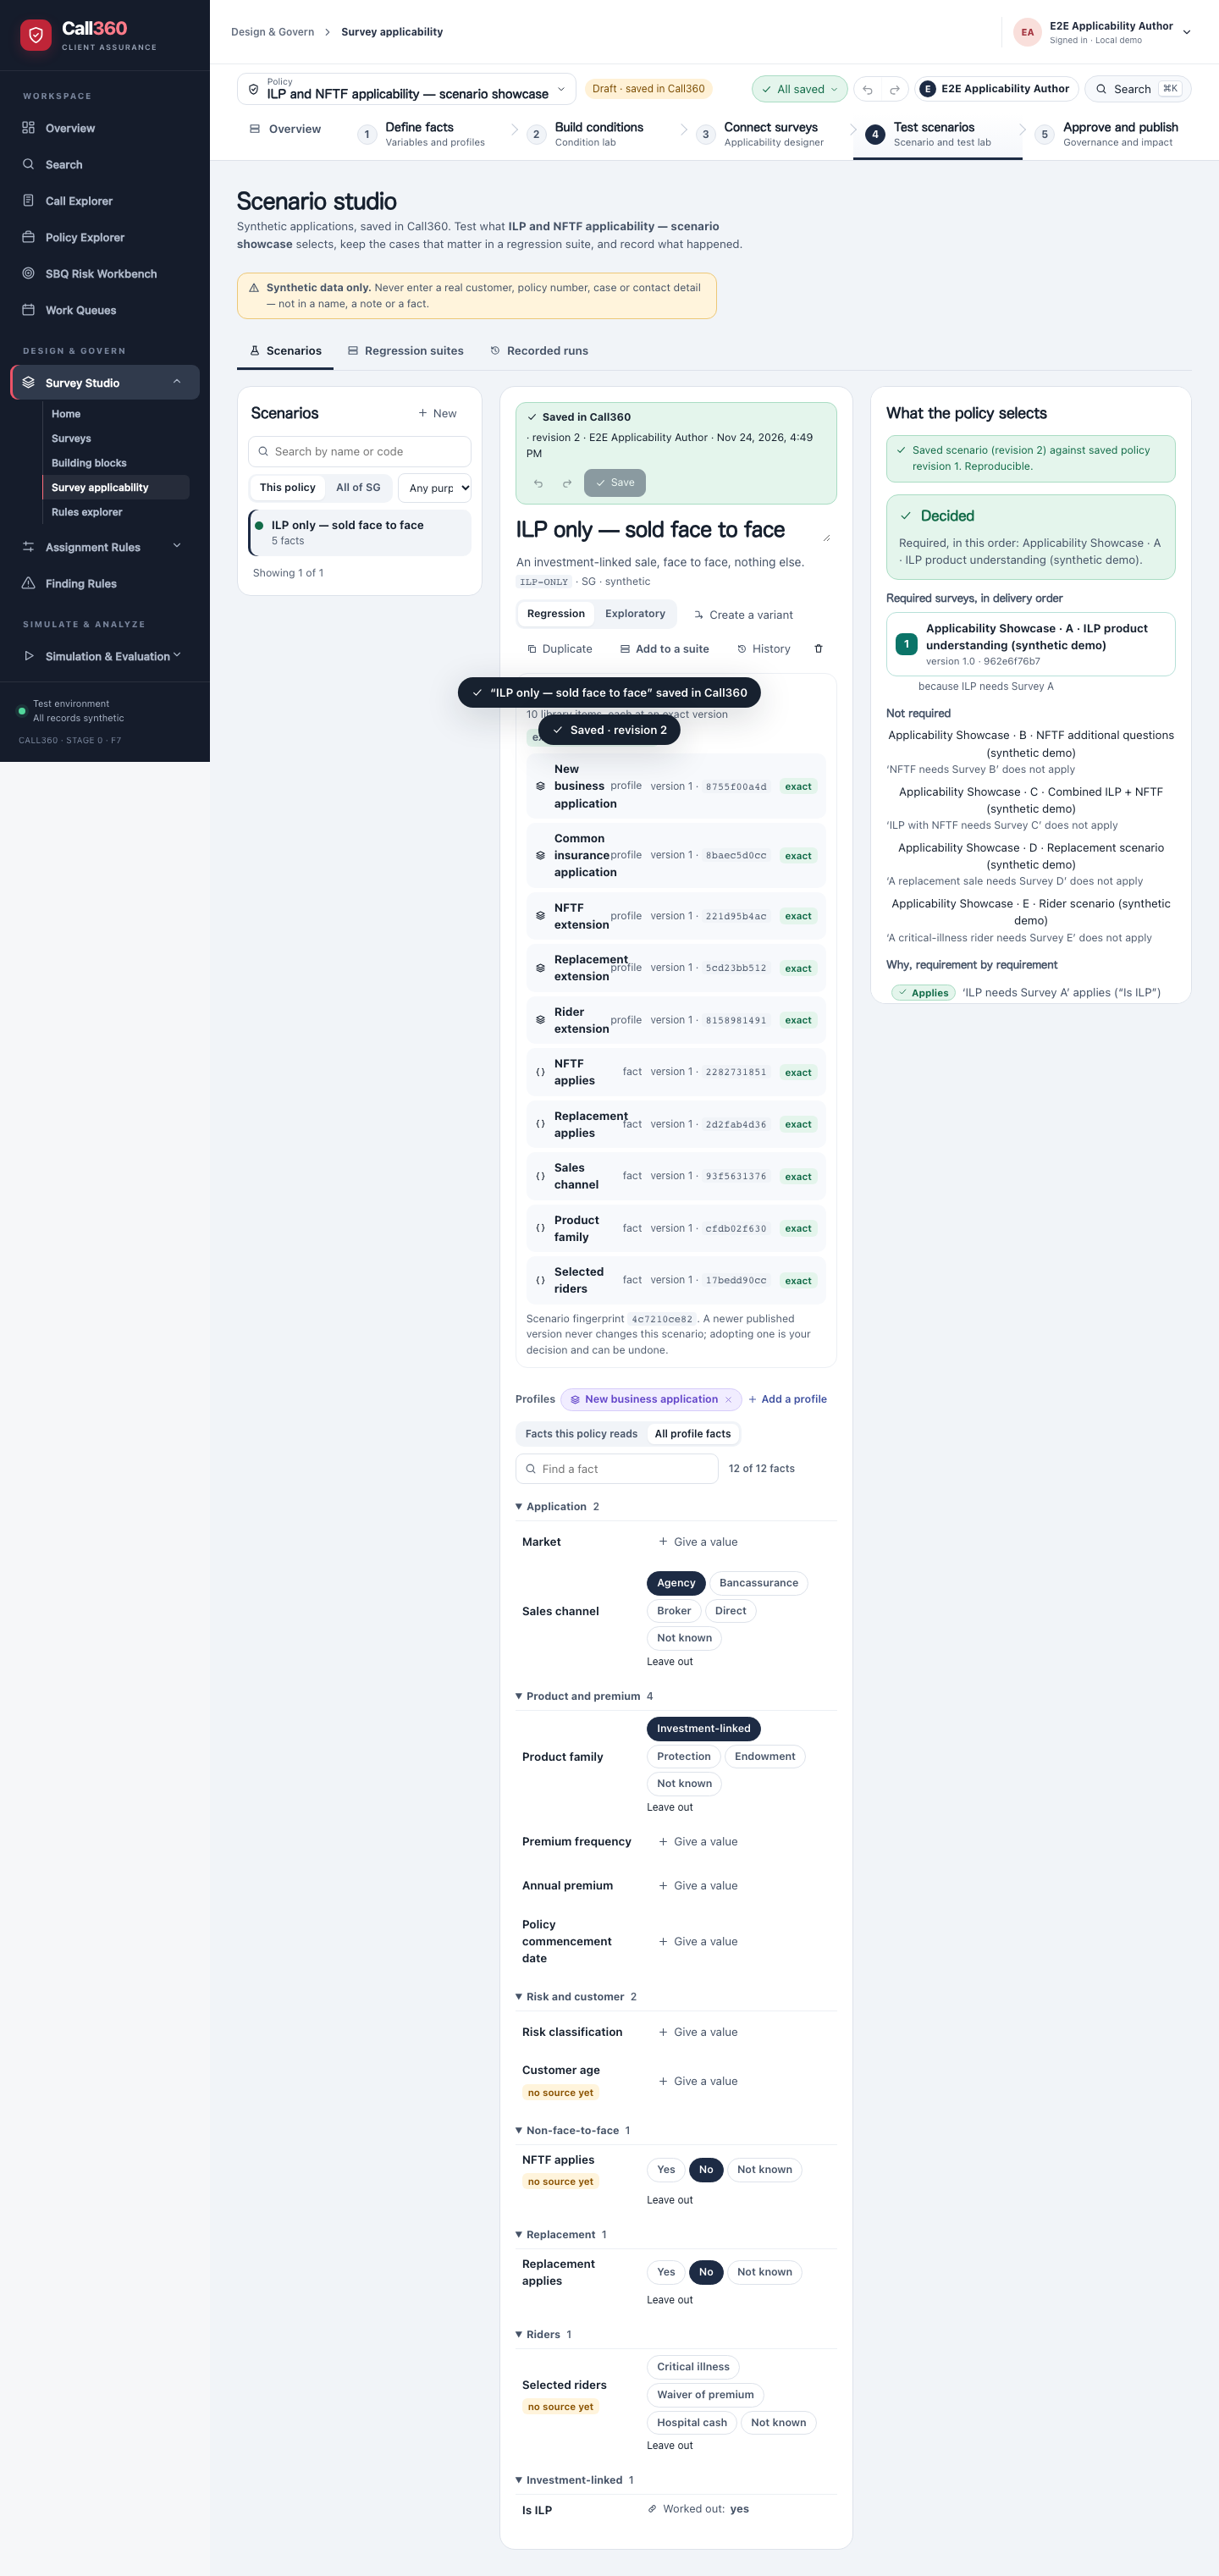 Call360
CLIENT ASSURANCE
WORKSPACE
Overview
Search
Call Explorer
Policy Explorer
SBQ Risk Workbench
Work Queues
DESIGN & GOVERN
Survey Studio
Home
Surveys
Building blocks
Survey applicability
Rules explorer
Assignment Rules
Finding Rules
SIMULATE & ANALYZE
Simulation & Evaluation
Test environment
All records synthetic
CALL360 · STAGE 0 · F7
Design & Govern > Survey applicability
EA
E2E Applicability Author
Signed in · Local demo
Policy
ILP and NFTF applicability — scenario showcase
Draft · saved in Call360
All saved
E E2E Applicability Author
Search ⌘K
Overview
1 Define facts
Variables and profiles
2 Build conditions
Condition lab
3 Connect surveys
Applicability designer
4 Test scenarios
Scenario and test lab
5 Approve and publish
Governance and impact
Scenario studio
Synthetic applications, saved in Call360. Test what ILP and NFTF applicability — scenario
showcase selects, keep the cases that matter in a regression suite, and record what happened.
Synthetic data only. Never enter a real customer, policy number, case or contact detail
— not in a name, a note or a fact.
Scenarios
Regression suites
Recorded runs
Scenarios
+ New
Search by name or code
This policy
All of SG
Any purp
ILP only — sold face to face
5 facts
Showing 1 of 1
Saved in Call360
· revision 2 · E2E Applicability Author · Nov 24, 2026, 4:49
PM
Save
ILP only — sold face to face
An investment-linked sale, face to face, nothing else.
ILP-ONLY · SG · synthetic
Regression
Exploratory
Create a variant
Duplicate
Add to a suite
History
“ILP only — sold face to face” saved in Call360
10 library items, each at an exact version
Saved · revision 2
New
business
application
profile version 1 · 8755f00a4d exact
Common
insurance
application
profile version 1 · 8baec5d0cc exact
NFTF
extension
profile version 1 · 221d95b4ac exact
Replacement
extension
profile version 1 · 5cd23bb512 exact
Rider
extension
profile version 1 · 8158981491 exact
NFTF
applies
fact version 1 · 2282731851 exact
Replacement
applies
fact version 1 · 2d2fab4d36 exact
Sales
channel
fact version 1 · 93f5631376 exact
Product
family
fact version 1 · cfdb02f630 exact
Selected
riders
fact version 1 · 17bedd90cc exact
Scenario fingerprint 4c7210ce82. A newer published
version never changes this scenario; adopting one is your
decision and can be undone.
Profiles New business application × + Add a profile
Facts this policy reads
All profile facts
Find a fact
12 of 12 facts
Application 2
Market
+ Give a value
Sales channel
Agency
Bancassurance
Broker
Direct
Not known
Leave out
Product and premium 4
Product family
Investment-linked
Protection
Endowment
Not known
Leave out
Premium frequency
+ Give a value
Annual premium
+ Give a value
Policy
commencement
date
+ Give a value
Risk and customer 2
Risk classification
+ Give a value
Customer age
no source yet
+ Give a value
Non-face-to-face 1
NFTF applies
no source yet
Yes
No
Not known
Leave out
Replacement 1
Replacement
applies
Yes
No
Not known
Leave out
Riders 1
Selected riders
no source yet
Critical illness
Waiver of premium
Hospital cash
Not known
Leave out
Investment-linked 1
Is ILP
Worked out: yes
What the policy selects
Saved scenario (revision 2) against saved policy
revision 1. Reproducible.
Decided
Required, in this order: Applicability Showcase · A
· ILP product understanding (synthetic demo).
Required surveys, in delivery order
1
Applicability Showcase · A · ILP product
understanding (synthetic demo)
version 1.0 · 962e6f76b7
because ILP needs Survey A
Not required
Applicability Showcase · B · NFTF additional questions
(synthetic demo)
‘NFTF needs Survey B’ does not apply
Applicability Showcase · C · Combined ILP + NFTF
(synthetic demo)
‘ILP with NFTF needs Survey C’ does not apply
Applicability Showcase · D · Replacement scenario
(synthetic demo)
‘A replacement sale needs Survey D’ does not apply
Applicability Showcase · E · Rider scenario (synthetic
demo)
‘A critical-illness rider needs Survey E’ does not apply
Why, requirement by requirement
Applies ‘ILP needs Survey A’ applies (“Is ILP”)